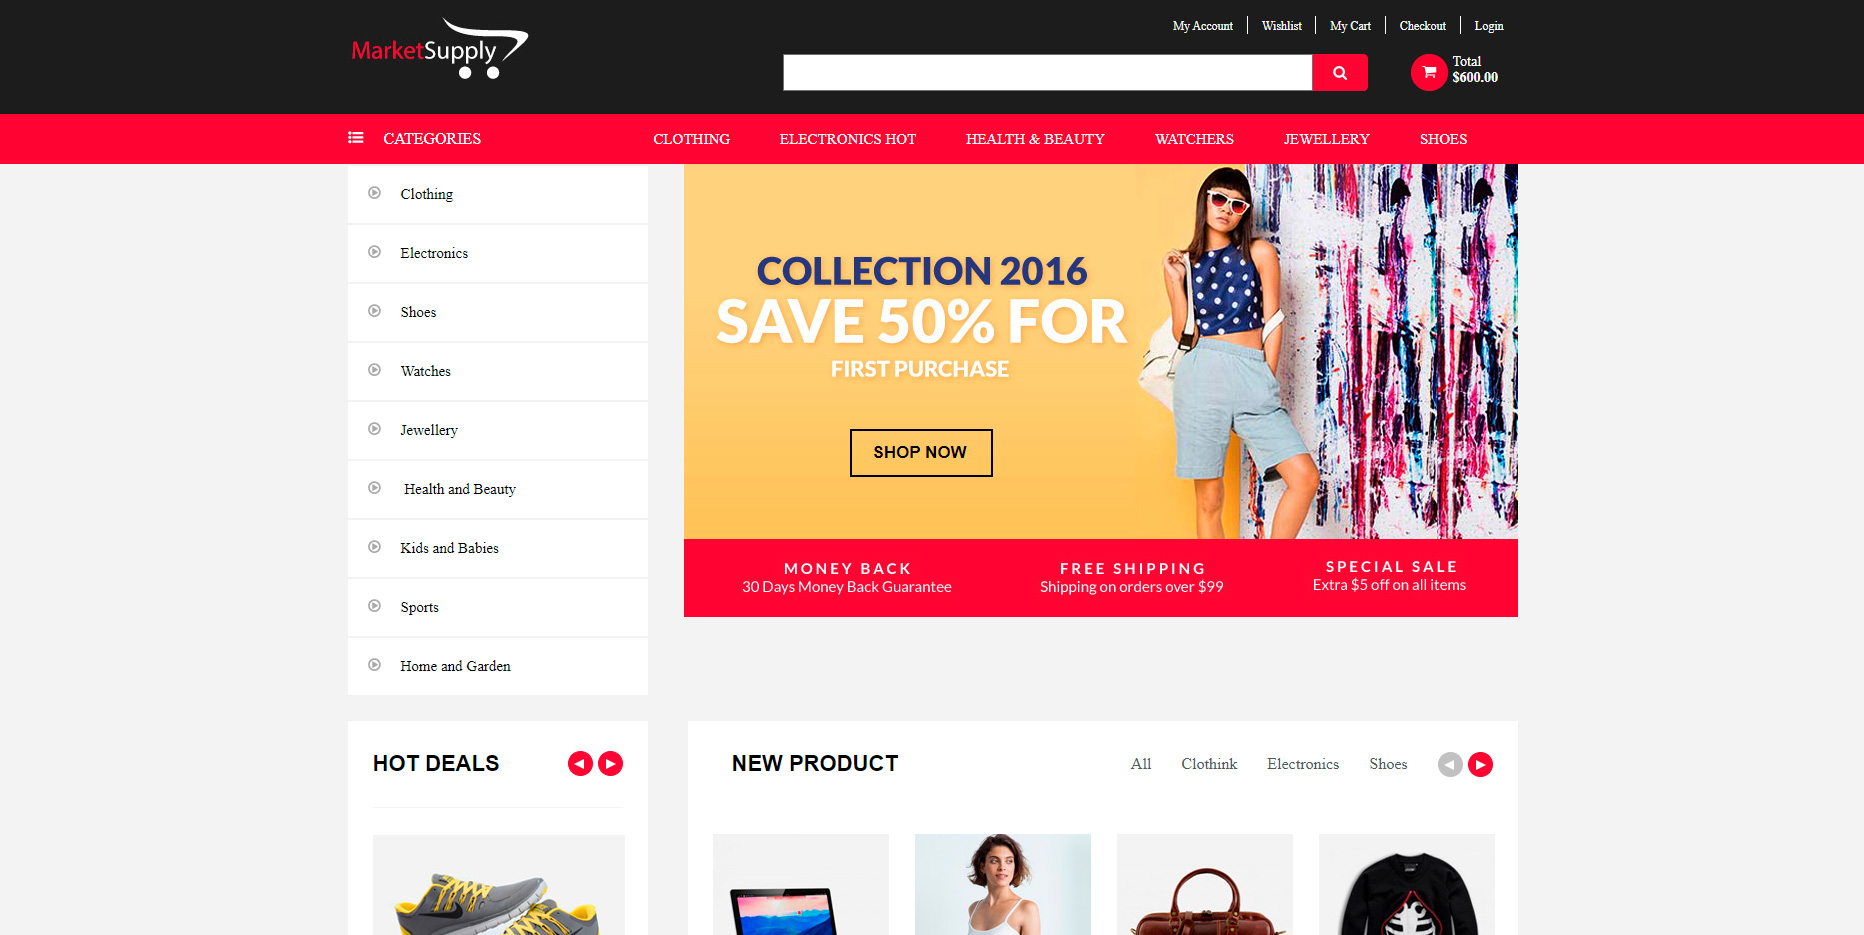 My Account
Wishlist
My Cart
Checkout
Login
MarketSupply
Total
$600.00
CATEGORIES
CLOTHING
ELECTRONICS HOT
HEALTH & BEAUTY
WATCHERS
JEWELLERY
SHOES
Clothing
Electronics
Shoes
Watches
Jewellery
Health and Beauty
Kids and Babies
Sports
Home and Garden
COLLECTION 2016
SAVE 50% FOR
FIRST PURCHASE
SHOP NOW
MONEY BACK
30 Days Money Back Guarantee
FREE SHIPPING
Shipping on orders over $99
SPECIAL SALE
Extra $5 off on all items
HOT DEALS
NEW PRODUCT
All
Clothink
Electronics
Shoes